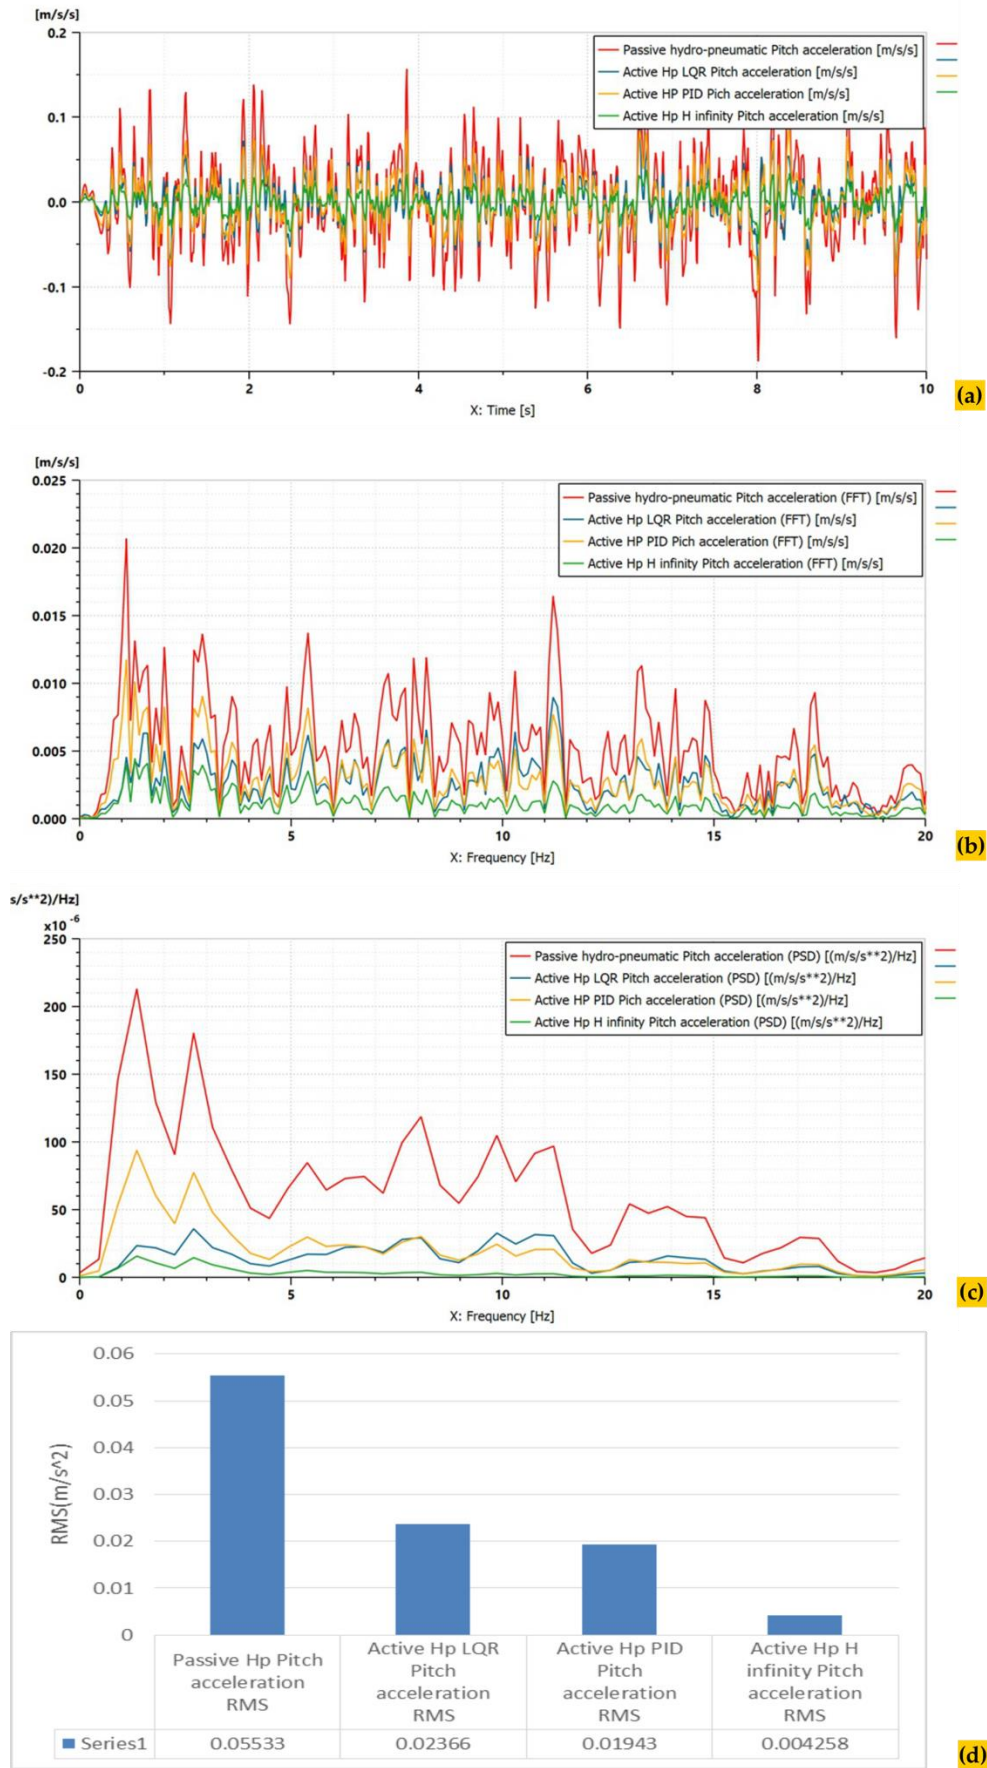 [m/s/s]
0.2
0.1
0.0
-0.1
-0.2
Passive hydro-pneumatic Pitch acceleration [m/s/s]
Active Hp LQR Pitch acceleration [m/s/s]
Active HP PID Pich acceleration [m/s/s]
Active Hp H infinity Pitch acceleration [m/s/s]
0 2 4 6 8 10
X: Time [s]
(a)
[m/s/s]
0.025
0.020
0.015
0.010
0.005
0.000
Passive hydro-pneumatic Pitch acceleration (FFT) [m/s/s]
Active Hp LQR Pitch acceleration (FFT) [m/s/s]
Active HP PID Pich acceleration (FFT) [m/s/s]
Active Hp H infinity Pitch acceleration (FFT) [m/s/s]
0 5 10 15 20
X: Frequency [Hz]
(b)
s/s**2)/Hz]
x10 -6
250
200
150
100
50
0
Passive hydro-pneumatic Pitch acceleration (PSD) [(m/s/s**2)/Hz]
Active Hp LQR Pitch acceleration (PSD) [(m/s/s**2)/Hz]
Active HP PID Pich acceleration (PSD) [(m/s/s**2)/Hz]
Active Hp H infinity Pitch acceleration (PSD) [(m/s/s**2)/Hz]
0 5 10 15 20
X: Frequency [Hz]
(c)
0.06
0.05
0.04
0.03
0.02
0.01
0
RMS(m/s^2)
Passive Hp Pitch
acceleration
RMS
Active Hp LQR
Pitch
acceleration
RMS
Active Hp PID
Pitch
acceleration
RMS
Active Hp H
infinity Pitch
acceleration
RMS
Series1 0.05533 0.02366 0.01943 0.004258
(d)